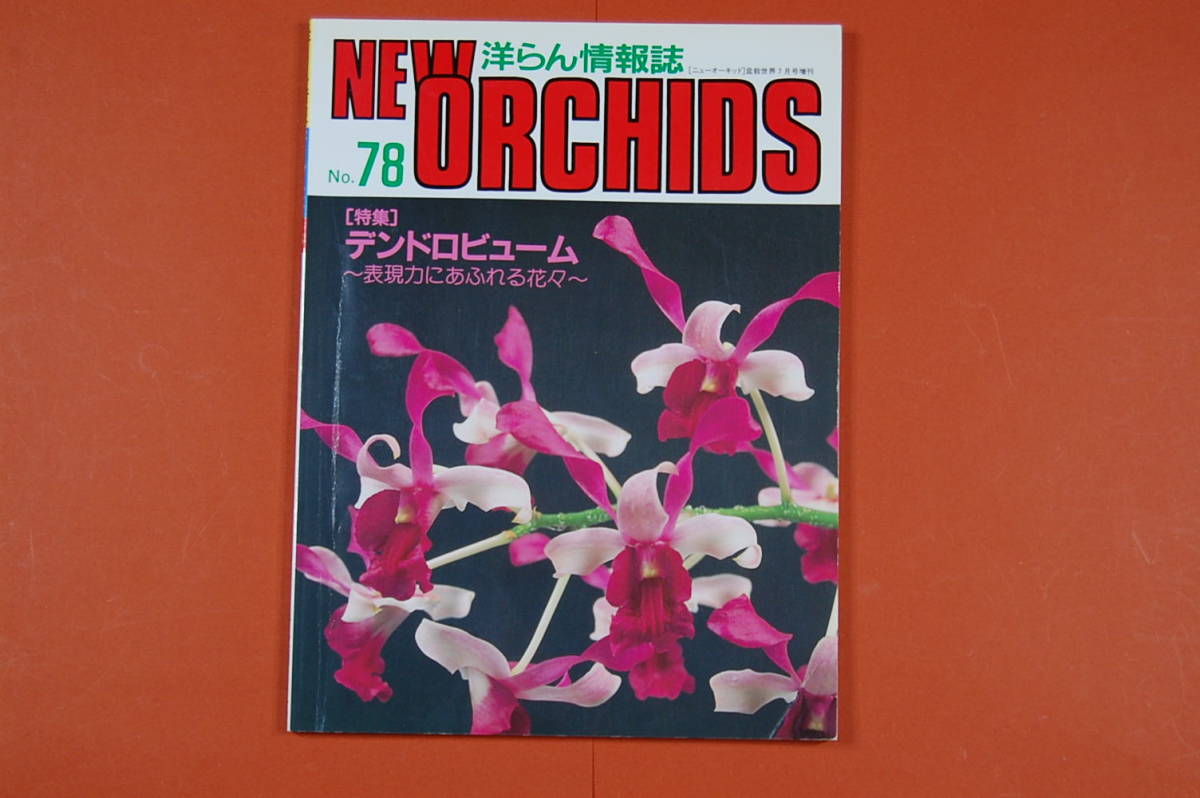 洋らん情報誌
[ニューオーキッド]盆栽世界7月号増刊
NEW
ORCHIDS
No.78
[特集]
デンドロビューム
～表現力にあふれる花々～